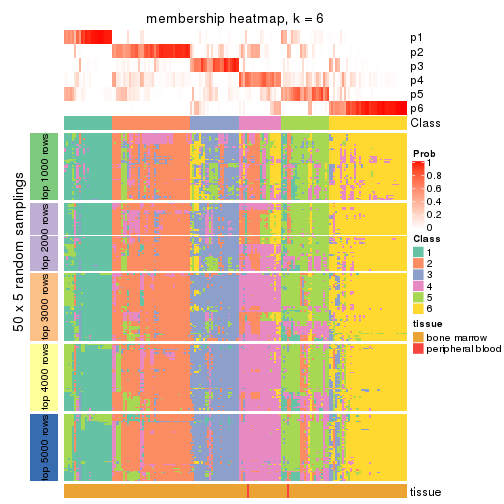 membership heatmap, k = 6
p1
p2
p3
p4
p5
p6
Class
50 x 5 random samplings
top 1000 rows
top 2000 rows
top 3000 rows
top 4000 rows
top 5000 rows
Prob
1
0.8
0.6
0.4
0.2
0
Class
1
2
3
4
5
6
tissue
bone marrow
peripheral blood
tissue